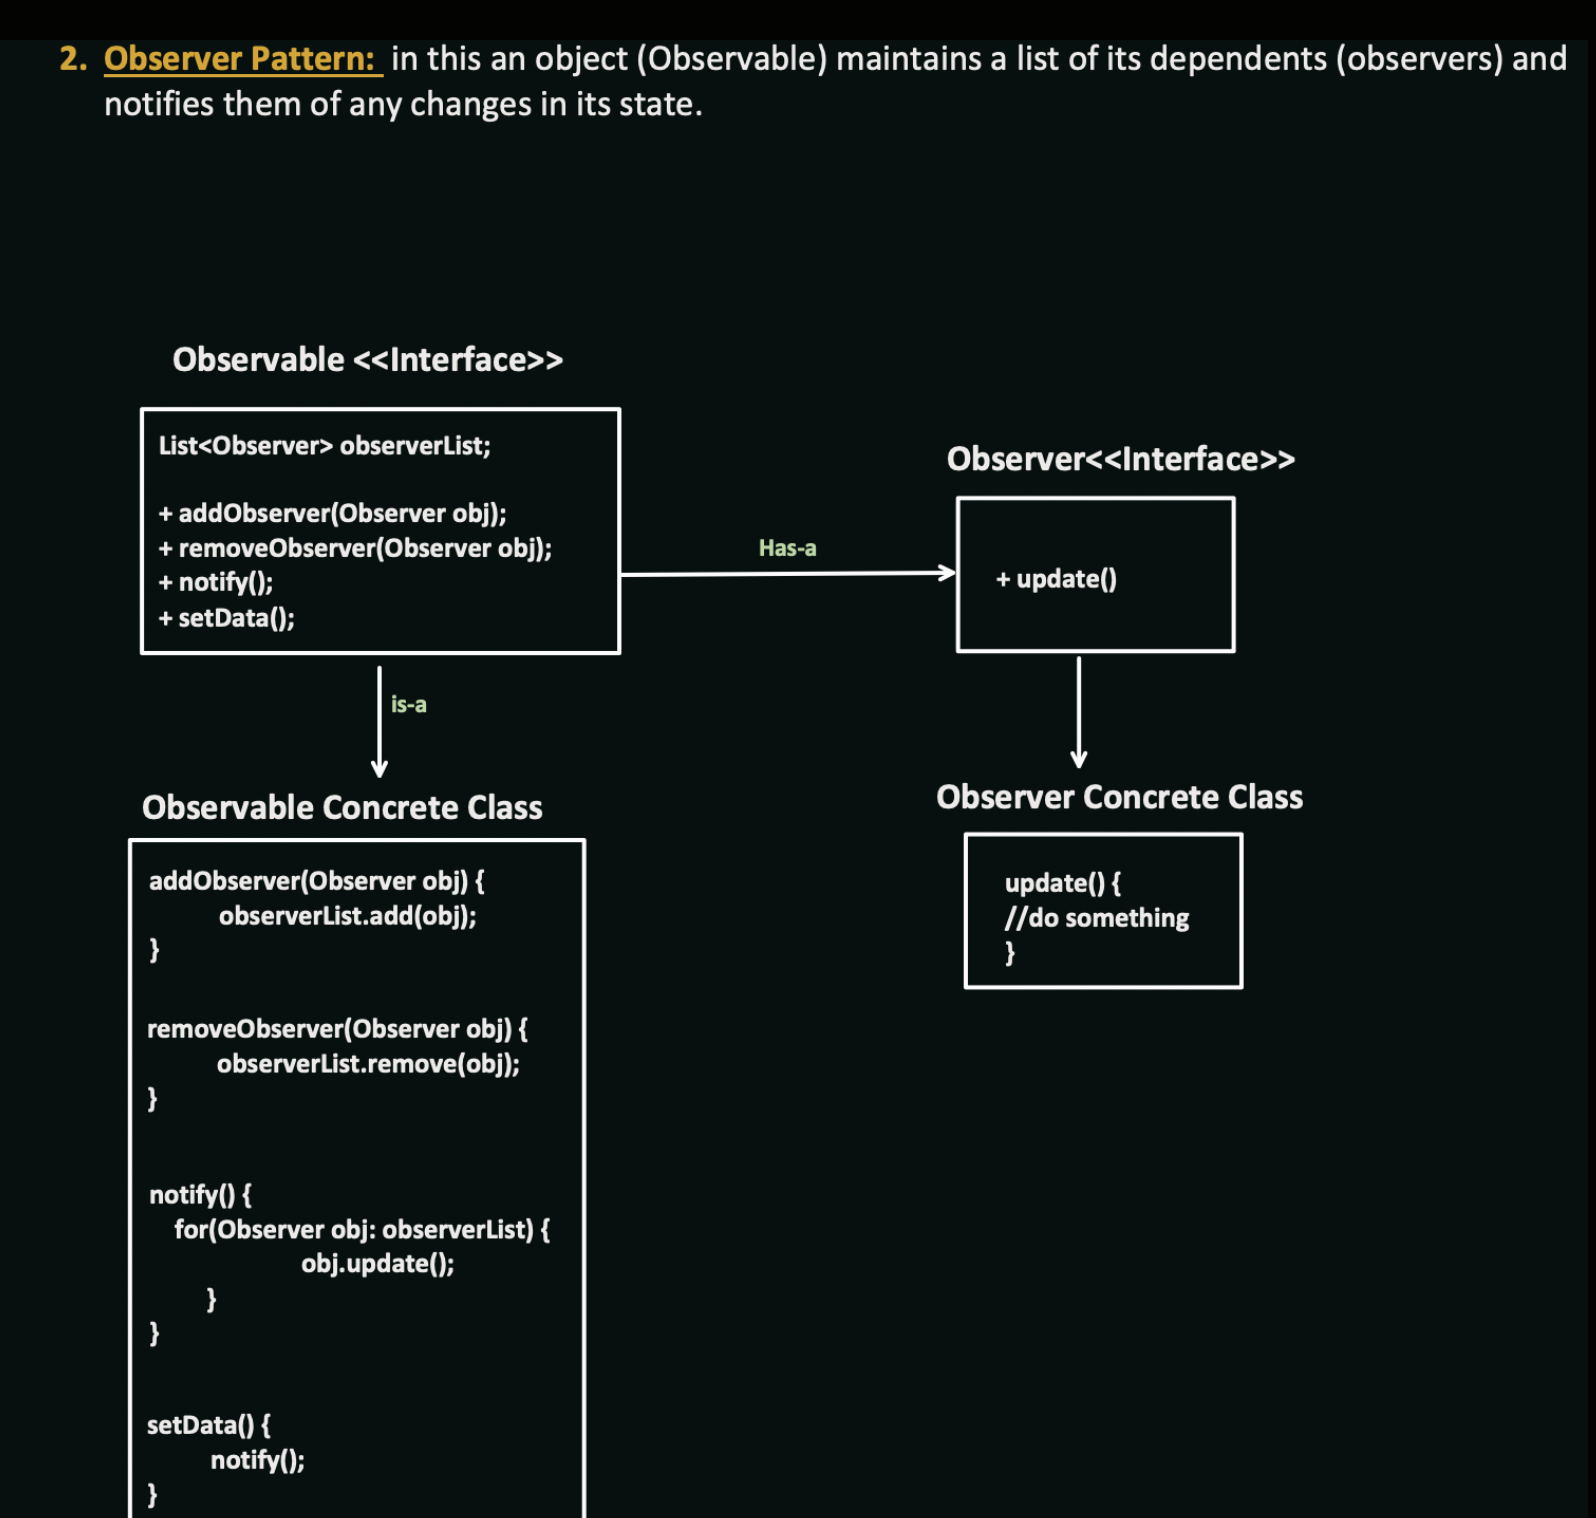 2. Observer Pattern: in this an object (Observable) maintains a list of its dependents (observers) and
notifies them of any changes in its state.
Observable <<Interface>>
List<Observer> observerList;
+ addObserver(Observer obj);
+ removeObserver(Observer obj);
+ notify();
+ setData();
Has-a
Observer<<Interface>>
+ update()
is-a
Observable Concrete Class
addObserver(Observer obj) {
observerList.add(obj);
}
removeObserver(Observer obj) {
observerList.remove(obj);
}
notify() {
for(Observer obj: observerList) {
obj.update();
}
}
setData() {
notify();
}
Observer Concrete Class
update() {
//do something
}